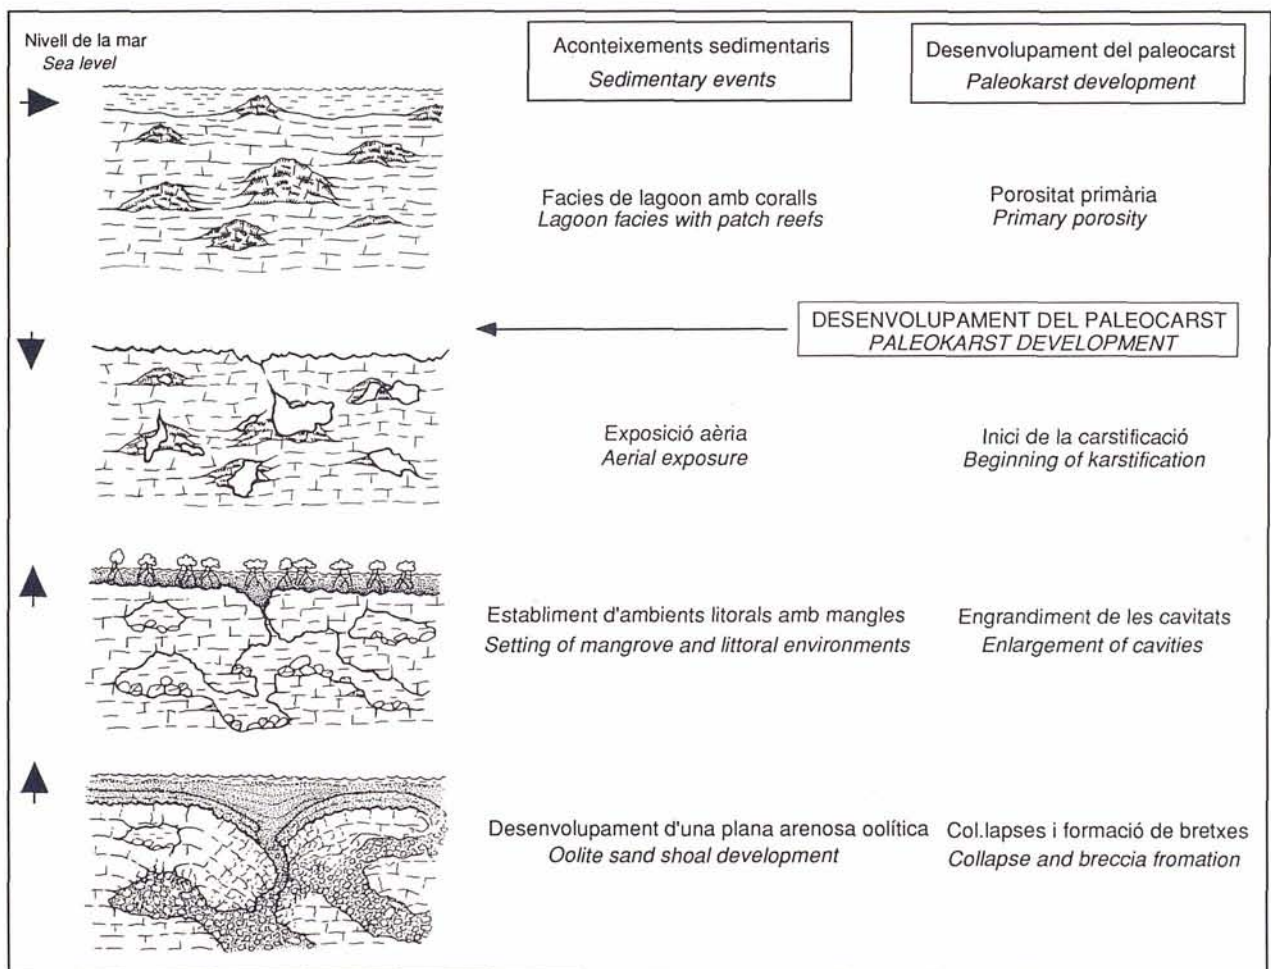 Nivell de la mar
Sea level
Aconteixements sedimentaris
Sedimentary events
Desenvolupament del paleocarst
Paleokarst development
Facies de lagoon amb coralls
Lagoon facies with patch reefs
Porositat primària
Primary porosity
DESENVOLUPAMENT DEL PALEOCARST
PALEOKARST DEVELOPMENT
Exposició aèria
Aerial exposure
Inici de la carstificació
Beginning of karstification
Establiment d'ambients litorals amb mangles
Setting of mangrove and littoral environments
Engrandiment de les cavitats
Enlargement of cavities
Desenvolupament d'una plana arenosa oolítica
Oolite sand shoal development
Col.lapses i formació de bretxes
Collapse and breccia fromation